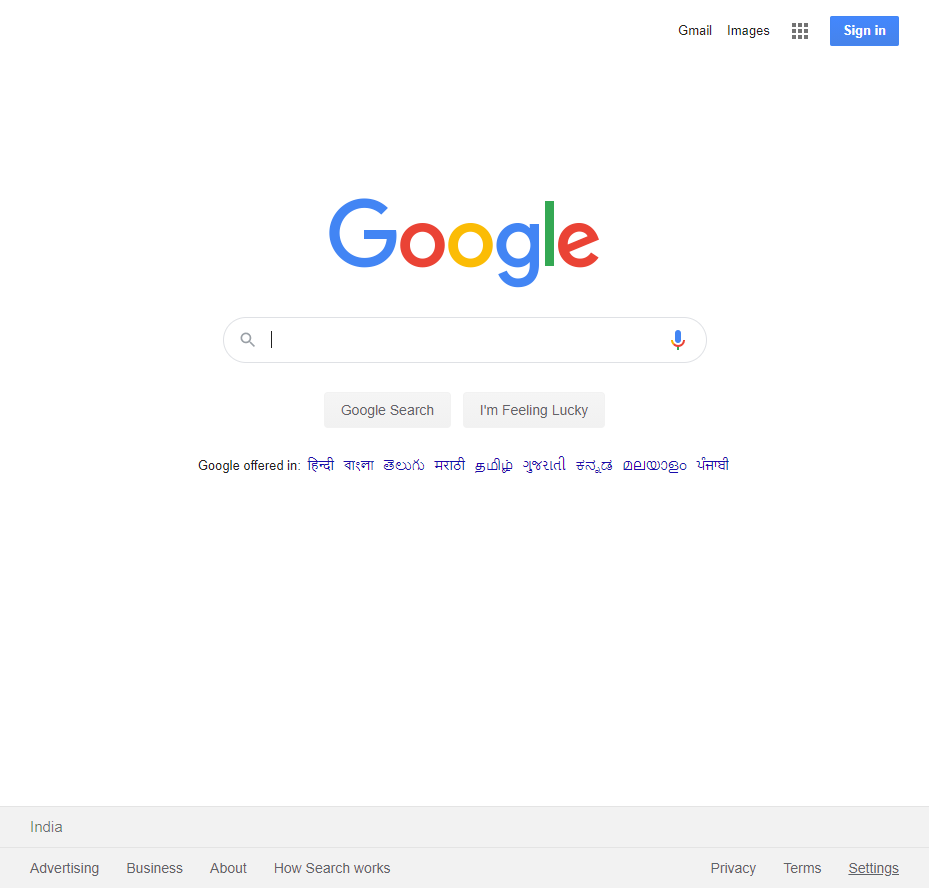 Gmail Images Sign in
Google
Google Search I'm Feeling Lucky
Google offered in: हिन्दी বাংলা తెలుగు मराठी தமிழ் ગુજરાતી ಕನ್ನಡ മലയാളം ਪੰਜਾਬੀ
India
Advertising Business About How Search works Privacy Terms Settings